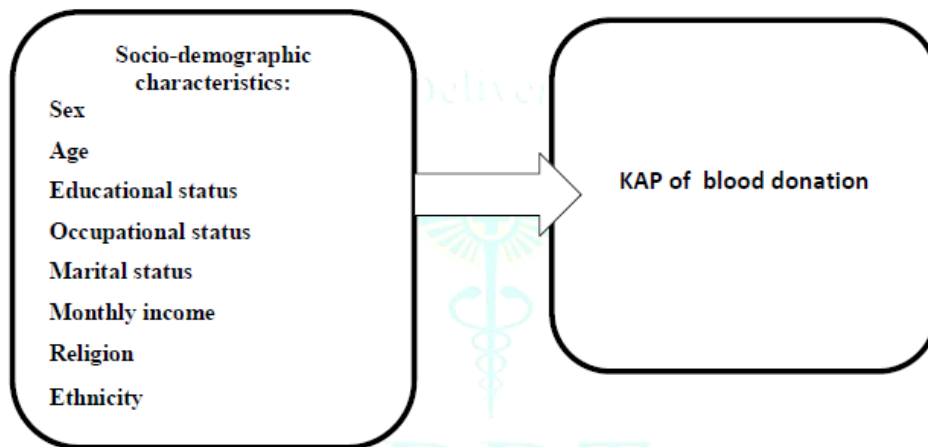 Socio-demographic
characteristics:
Sex
Age
Educational status
Occupational status
Marital status
Monthly income
Religion
Ethnicity
KAP of blood donation